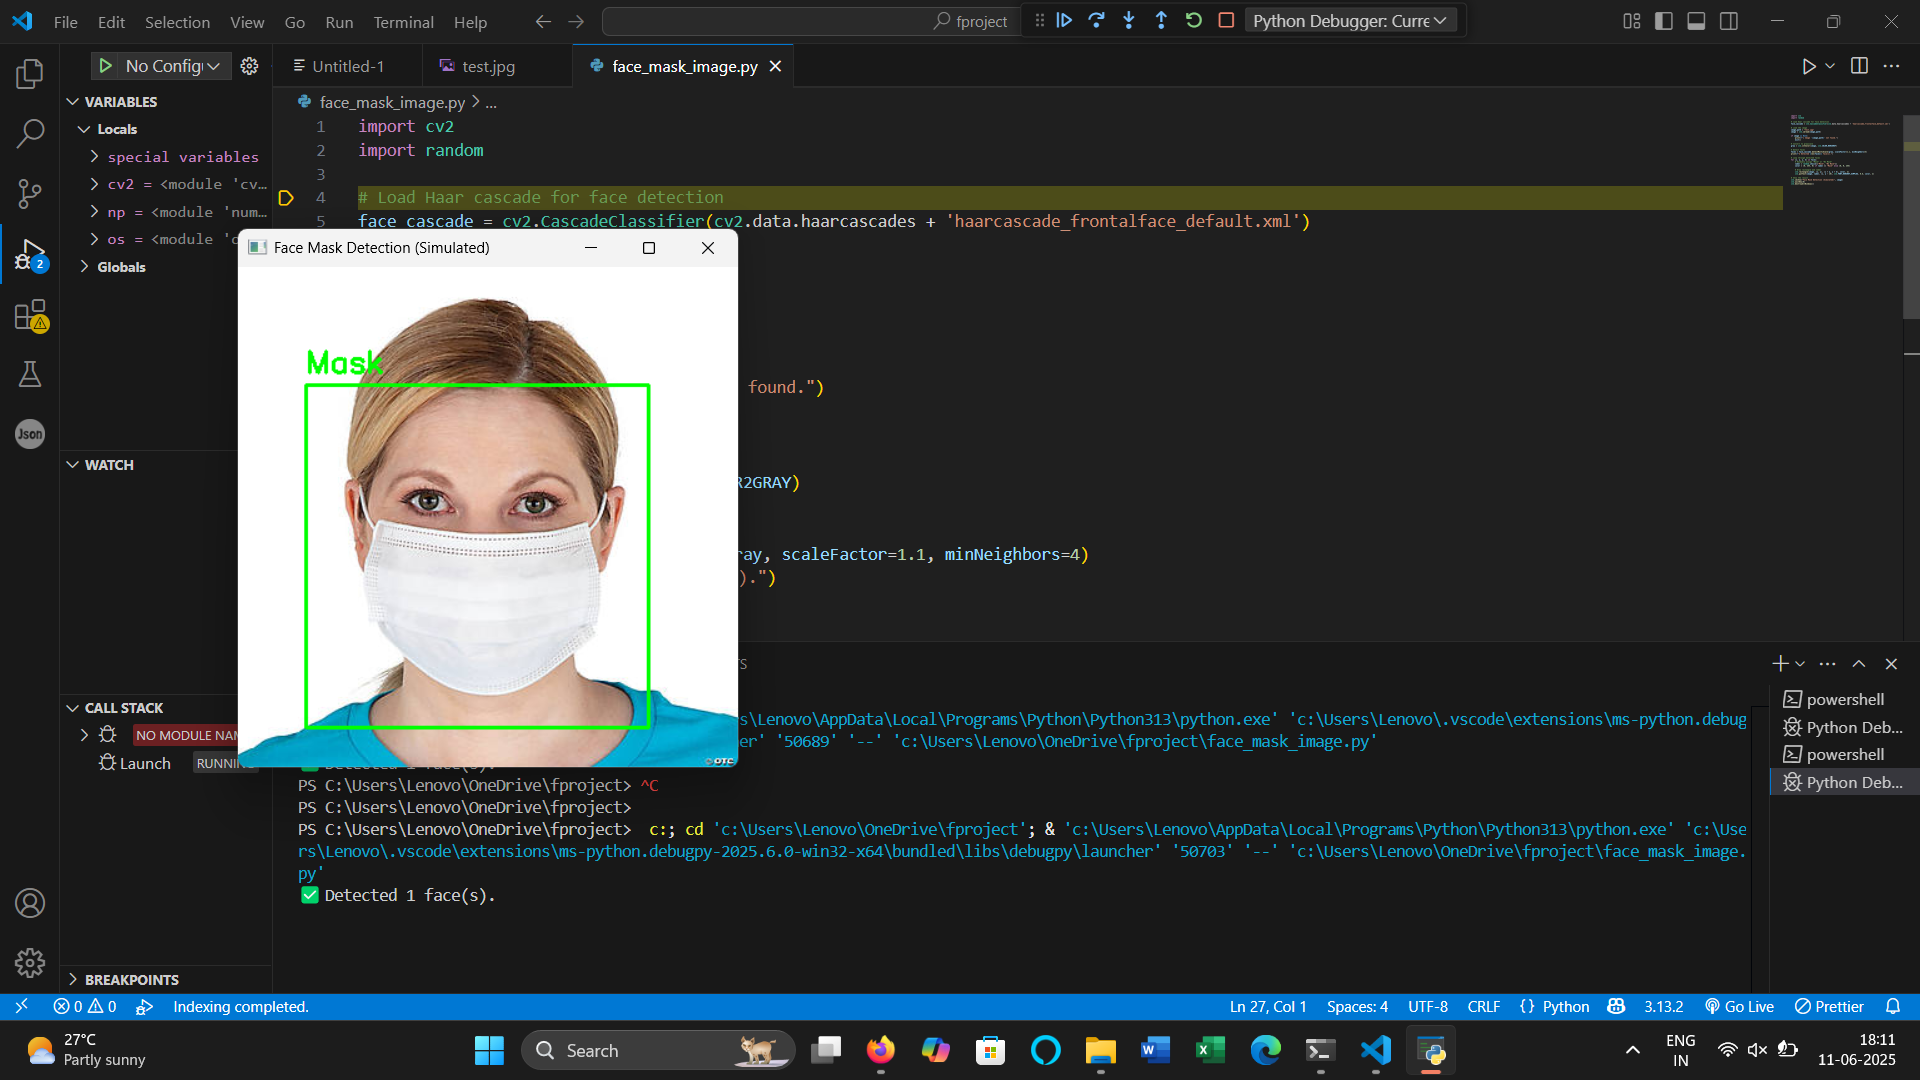 File Edit Selection View Go Run Terminal Help
fproject
Python Debugger: Curre
No Config
Untitled-1
test.jpg
face_mask_image.py
VARIABLES
Locals
special variables
cv2 = <module 'cv...
np = <module 'num...
os = <module 'c
Globals
2
Json
WATCH
CALL STACK
NO MODULE NAM
Launch
RUNNING
BREAKPOINTS
face_mask_image.py > ...
1 import cv2
2 import random
3
4 # Load Haar cascade for face detection
5 face_cascade = cv2.CascadeClassifier(cv2.data.haarcascades + 'haarcascade_frontalface_default.xml')
found.")
R2GRAY)
ray, scaleFactor=1.1, minNeighbors=4)
).")
Face Mask Detection (Simulated)
Mask
© OTC
TS
s\Lenovo\AppData\Local\Programs\Python\Python313\python.exe' 'c:\Users\Lenovo\.vscode\extensions\ms-python.debug
er' '50689' '--' 'c:\Users\Lenovo\OneDrive\fproject\face_mask_image.py'
Detected 1 face(s).
PS C:\Users\Lenovo\OneDrive\fproject> ^C
PS C:\Users\Lenovo\OneDrive\fproject>
PS C:\Users\Lenovo\OneDrive\fproject> c:; cd 'c:\Users\Lenovo\OneDrive\fproject'; & 'c:\Users\Lenovo\AppData\Local\Programs\Python\Python313\python.exe' 'c:\Use
rs\Lenovo\.vscode\extensions\ms-python.debugpy-2025.6.0-win32-x64\bundled\libs\debugpy\launcher' '50703' '--' 'c:\Users\Lenovo\OneDrive\fproject\face_mask_image.
py'
✅ Detected 1 face(s).
powershell
Python Deb...
powershell
Python Deb...
0 0
Indexing completed.
Ln 27, Col 1
Spaces: 4
UTF-8
CRLF
{ } Python
3.13.2
Go Live
Prettier
27°C
Partly sunny
Search
ENG
IN
18:11
11-06-2025